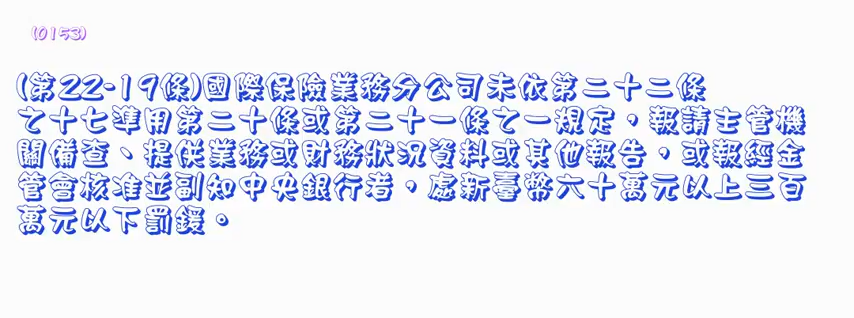 (0153)
(第22-19條)國際保險業務分公司未依第二十二條
之十七準用第二十條或第二十一條之一規定，報請主管機
關備查、提供業務或財務狀況資料或其他報告，或報經金
管會核准並副知中央銀行者，處新臺幣六十萬元以上三百
萬元以下罰鍰。